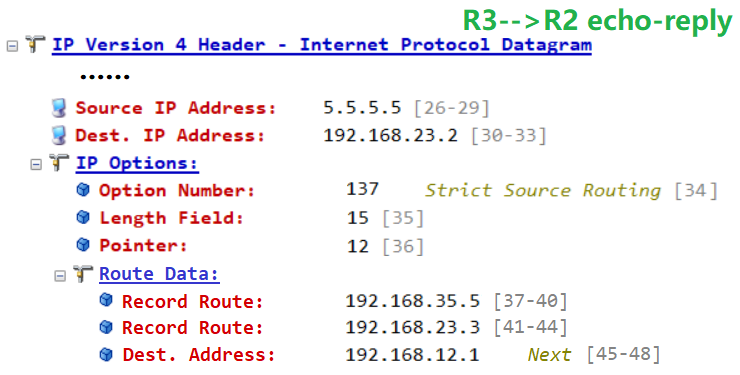 R3-->R2 echo-reply
IP Version 4 Header - Internet Protocol Datagram
......
Source IP Address: 5.5.5.5 [26-29]
Dest. IP Address: 192.168.23.2 [30-33]
IP Options:
Option Number: 137 Strict Source Routing [34]
Length Field: 15 [35]
Pointer: 12 [36]
Route Data:
Record Route: 192.168.35.5 [37-40]
Record Route: 192.168.23.3 [41-44]
Dest. Address: 192.168.12.1 Next [45-48]